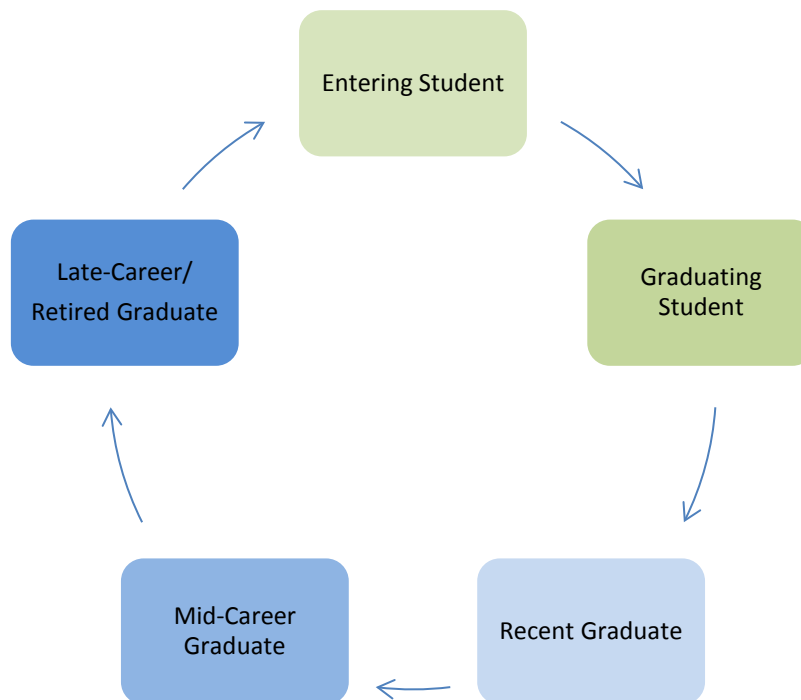 Entering Student
Graduating
Student
Recent Graduate
Mid-Career
Graduate
Late-Career/
Retired Graduate